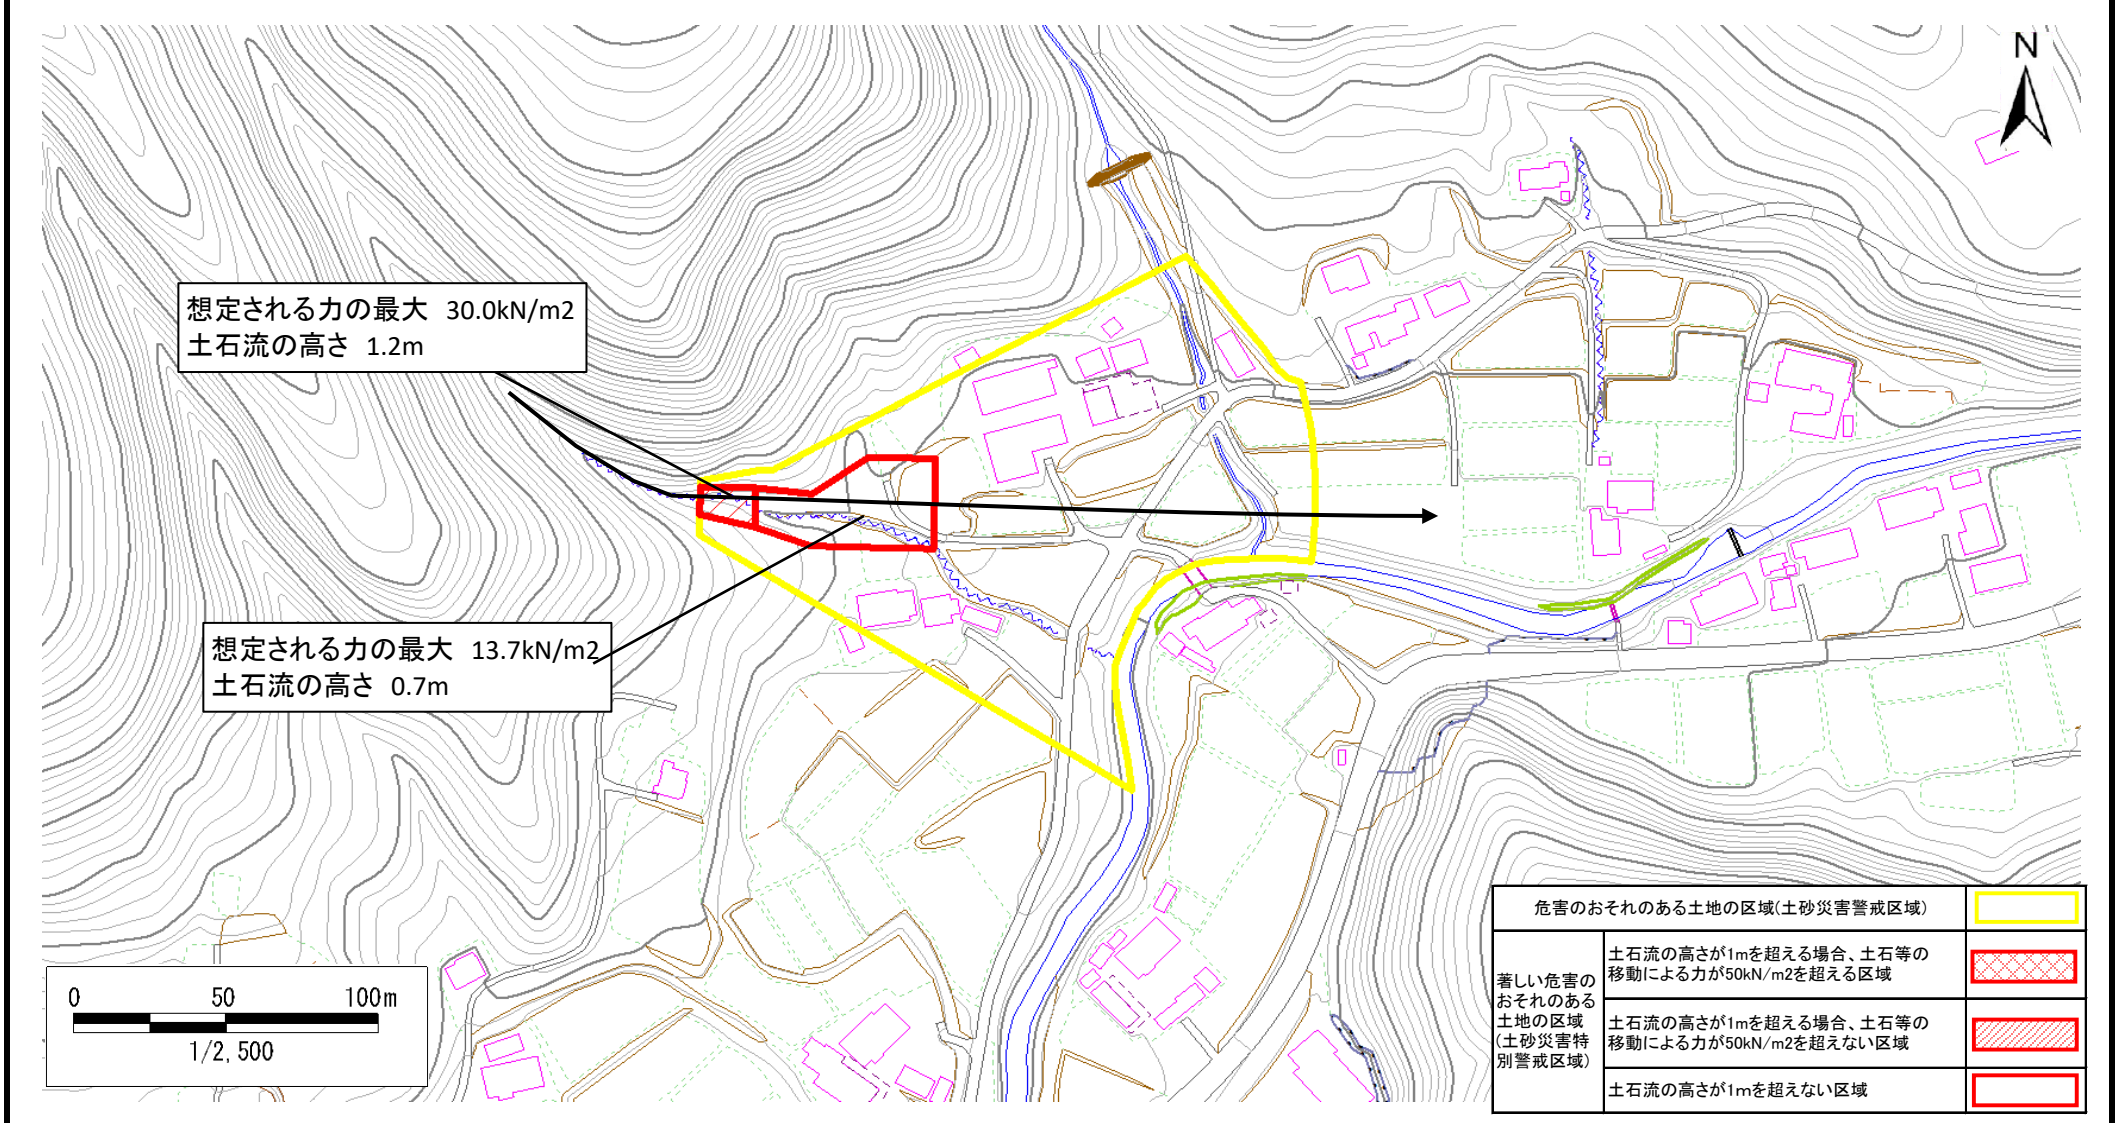 N
想定される力の最大 30.0kN/m2
土石流の高さ 1.2m
想定される力の最大 13.7kN/m2
土石流の高さ 0.7m
0 50 100m
1/2,500
危害のおそれのある土地の区域(土砂災害警戒区域)
著しい危害の
おそれのある
土地の区域
(土砂災害特
別警戒区域)
土石流の高さが1mを超える場合、土石等の
移動による力が50kN/m2を超える区域
土石流の高さが1mを超える場合、土石等の
移動による力が50kN/m2を超えない区域
土石流の高さが1mを超えない区域